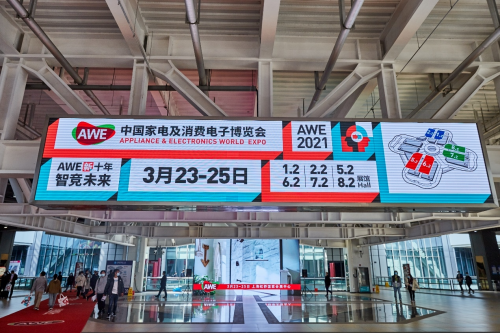 AWE
中国家电及消费电子博览会
APPLIANCE & ELECTRONICS WORLD EXPO
AWE
2021
AWE新十年
智竞未来
3月23-25日
1.2 2.2 5.2
6.2 7.2 8.2 展馆
Hall
AWE